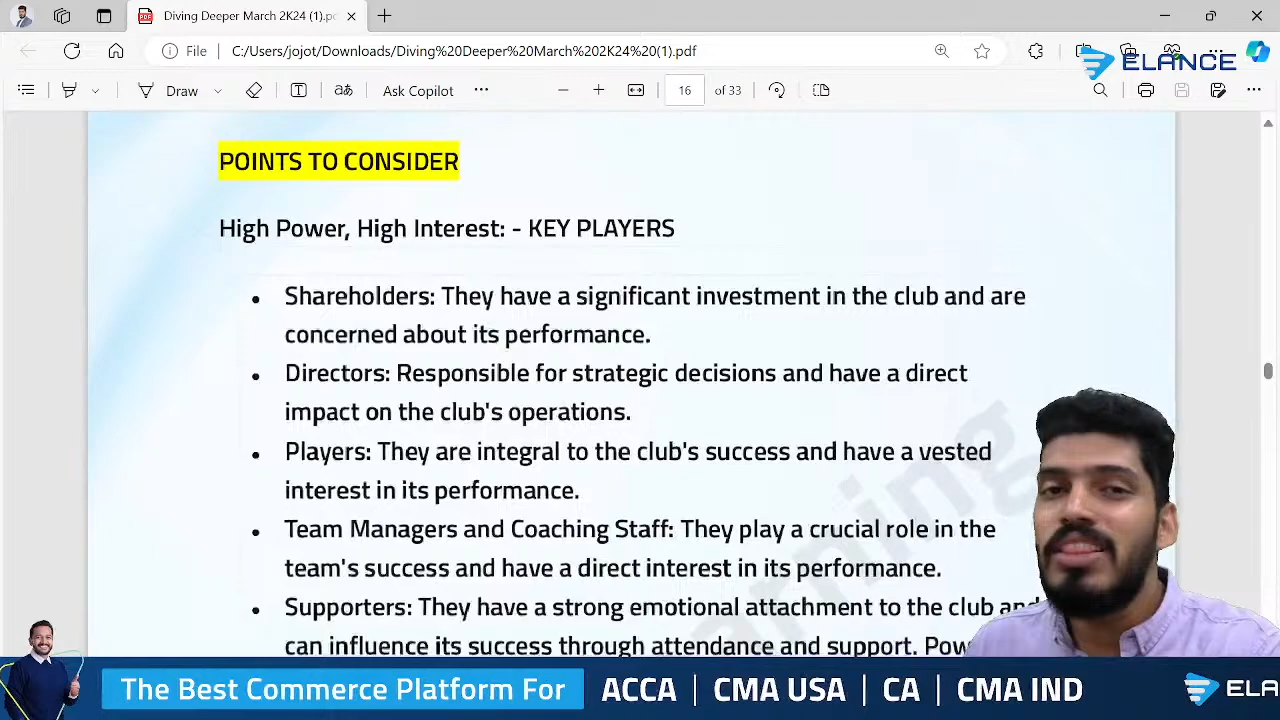 Diving Deeper March 2K24 (1).p
File
C:/Users/jojot/Downloads/Diving%20Deeper%20March%202K24%20(1).pdf
ELANCE
Draw
Ask Copilot
16
of 33
POINTS TO CONSIDER
High Power, High Interest: - KEY PLAYERS
• Shareholders: They have a significant investment in the club and are
concerned about its performance.
• Directors: Responsible for strategic decisions and have a direct
impact on the club's operations.
• Players: They are integral to the club's success and have a vested
interest in its performance.
• Team Managers and Coaching Staff: They play a crucial role in the
team's success and have a direct interest in its performance.
• Supporters: They have a strong emotional attachment to the club and
can influence its success through attendance and support. Pow
arning
The Best Commerce Platform For
ACCA | CMA USA | CA | CMA IND
ELA